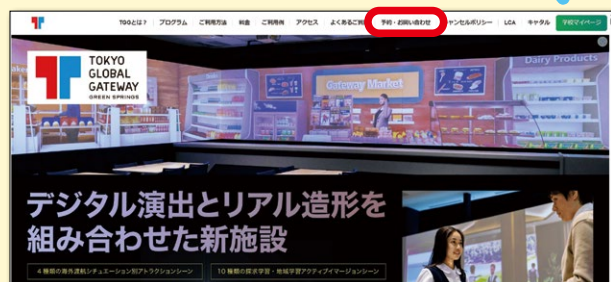 TGGとは?
プログラム
ご利用方法
料金
ご利用例
アクセス
よくあるご利
予約・お問い合わせ
ャンセルポリシー
LCA
キャタル
学校マイページ
TOKYO
GLOBAL
GATEWAY
GREEN SPRINGS
Gateway Market
Dairy Products
デジタル演出とリアル造形を
組み合わせた新施設
4種類の海外渡航シチュエーション別アトラクションシーン
10種類の探求学習・地域学習アクティブイマージョンシーン